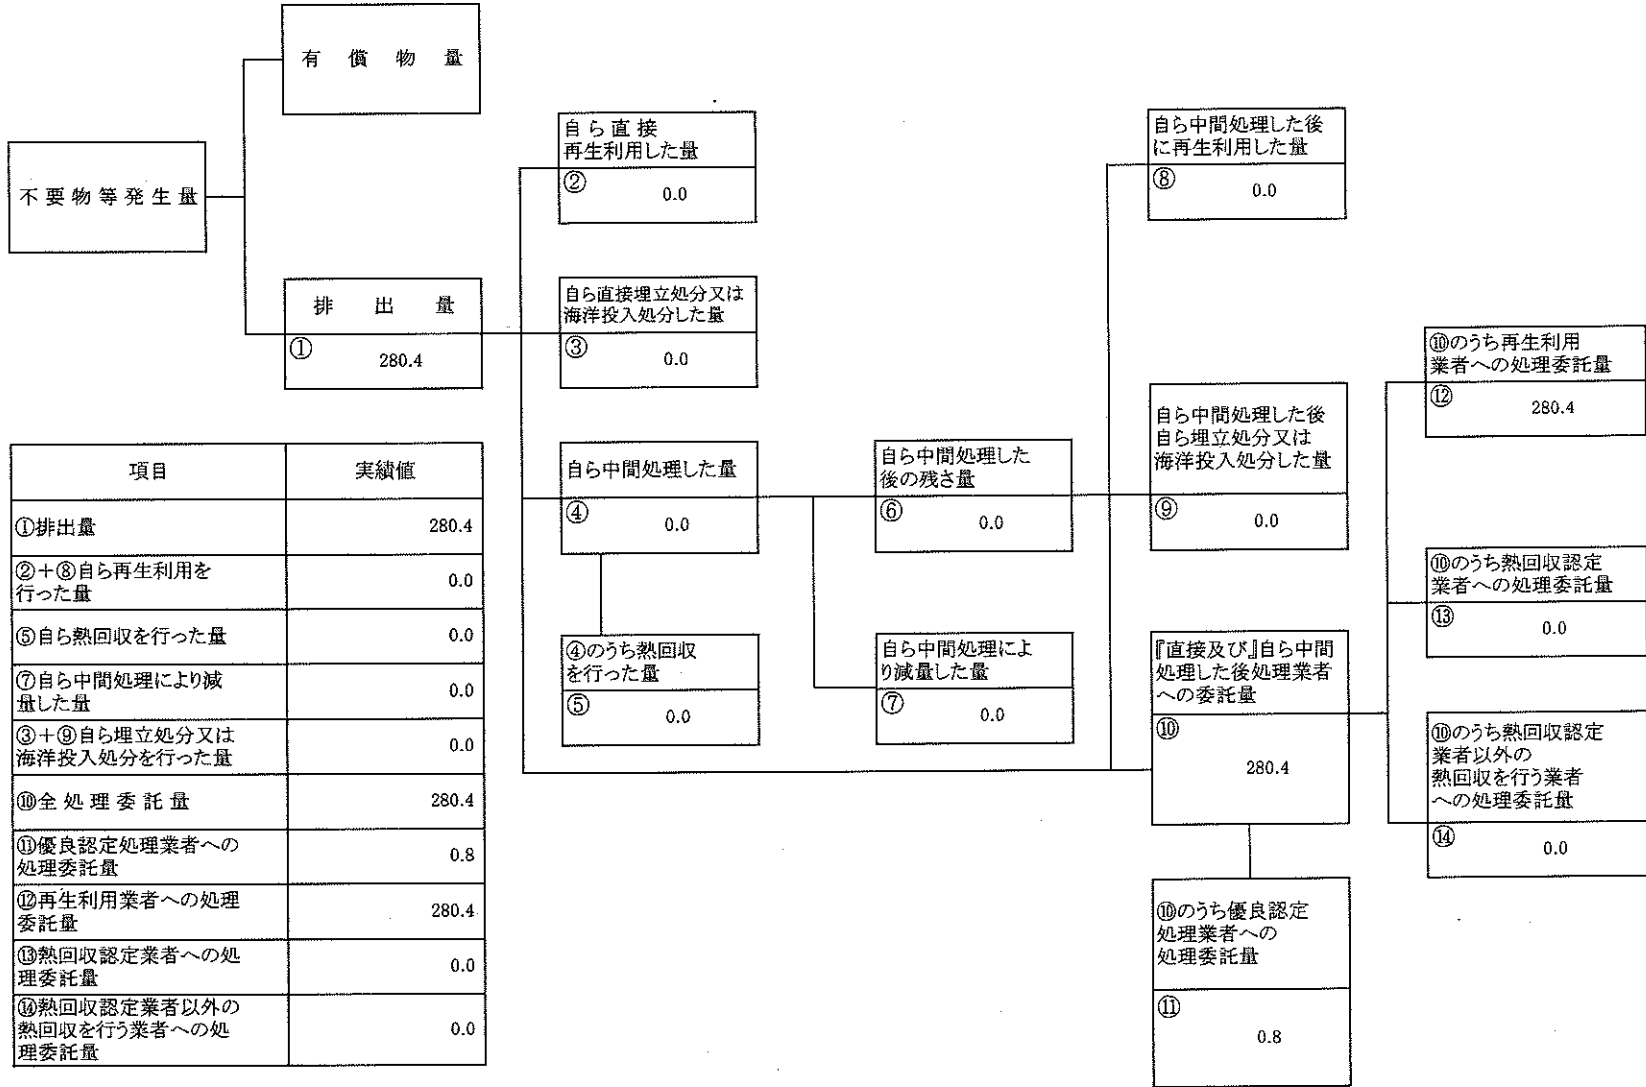 有償物量
不要物等発生量
排出量
①
280.4
自ら直接
再生利用した量
②
0.0
自ら直接埋立処分又は
海洋投入処分した量
③
0.0
自ら中間処理した量
④
0.0
④のうち熱回収
を行った量
⑤
0.0
自ら中間処理した
後の残さ量
⑥
0.0
自ら中間処理によ
り減量した量
⑦
0.0
自ら中間処理した後
に再生利用した量
⑧
0.0
自ら中間処理した後
自ら埋立処分又は
海洋投入処分した量
⑨
0.0
『直接及び』自ら中間
処理した後処理業者
への委託量
⑩
280.4
⑩のうち優良認定
処理業者への
処理委託量
⑪
0.8
⑩のうち再生利用
業者への処理委託量
⑫
280.4
⑩のうち熱回収認定
業者への処理委託量
⑬
0.0
⑩のうち熱回収認定
業者以外の
熱回収を行う業者
への処理委託量
⑭
0.0
項目 実績値
①排出量 280.4
②+⑧自ら再生利用を
行った量 0.0
⑤自ら熱回収を行った量 0.0
⑦自ら中間処理により減
量した量 0.0
③+⑨自ら埋立処分又は
海洋投入処分を行った量 0.0
⑩全処理委託量 280.4
⑪優良認定処理業者への
処理委託量 0.8
⑫再生利用業者への処理
委託量 280.4
⑬熱回収認定業者への処
理委託量 0.0
⑭熱回収認定業者以外の
熱回収を行う業者への処
理委託量 0.0